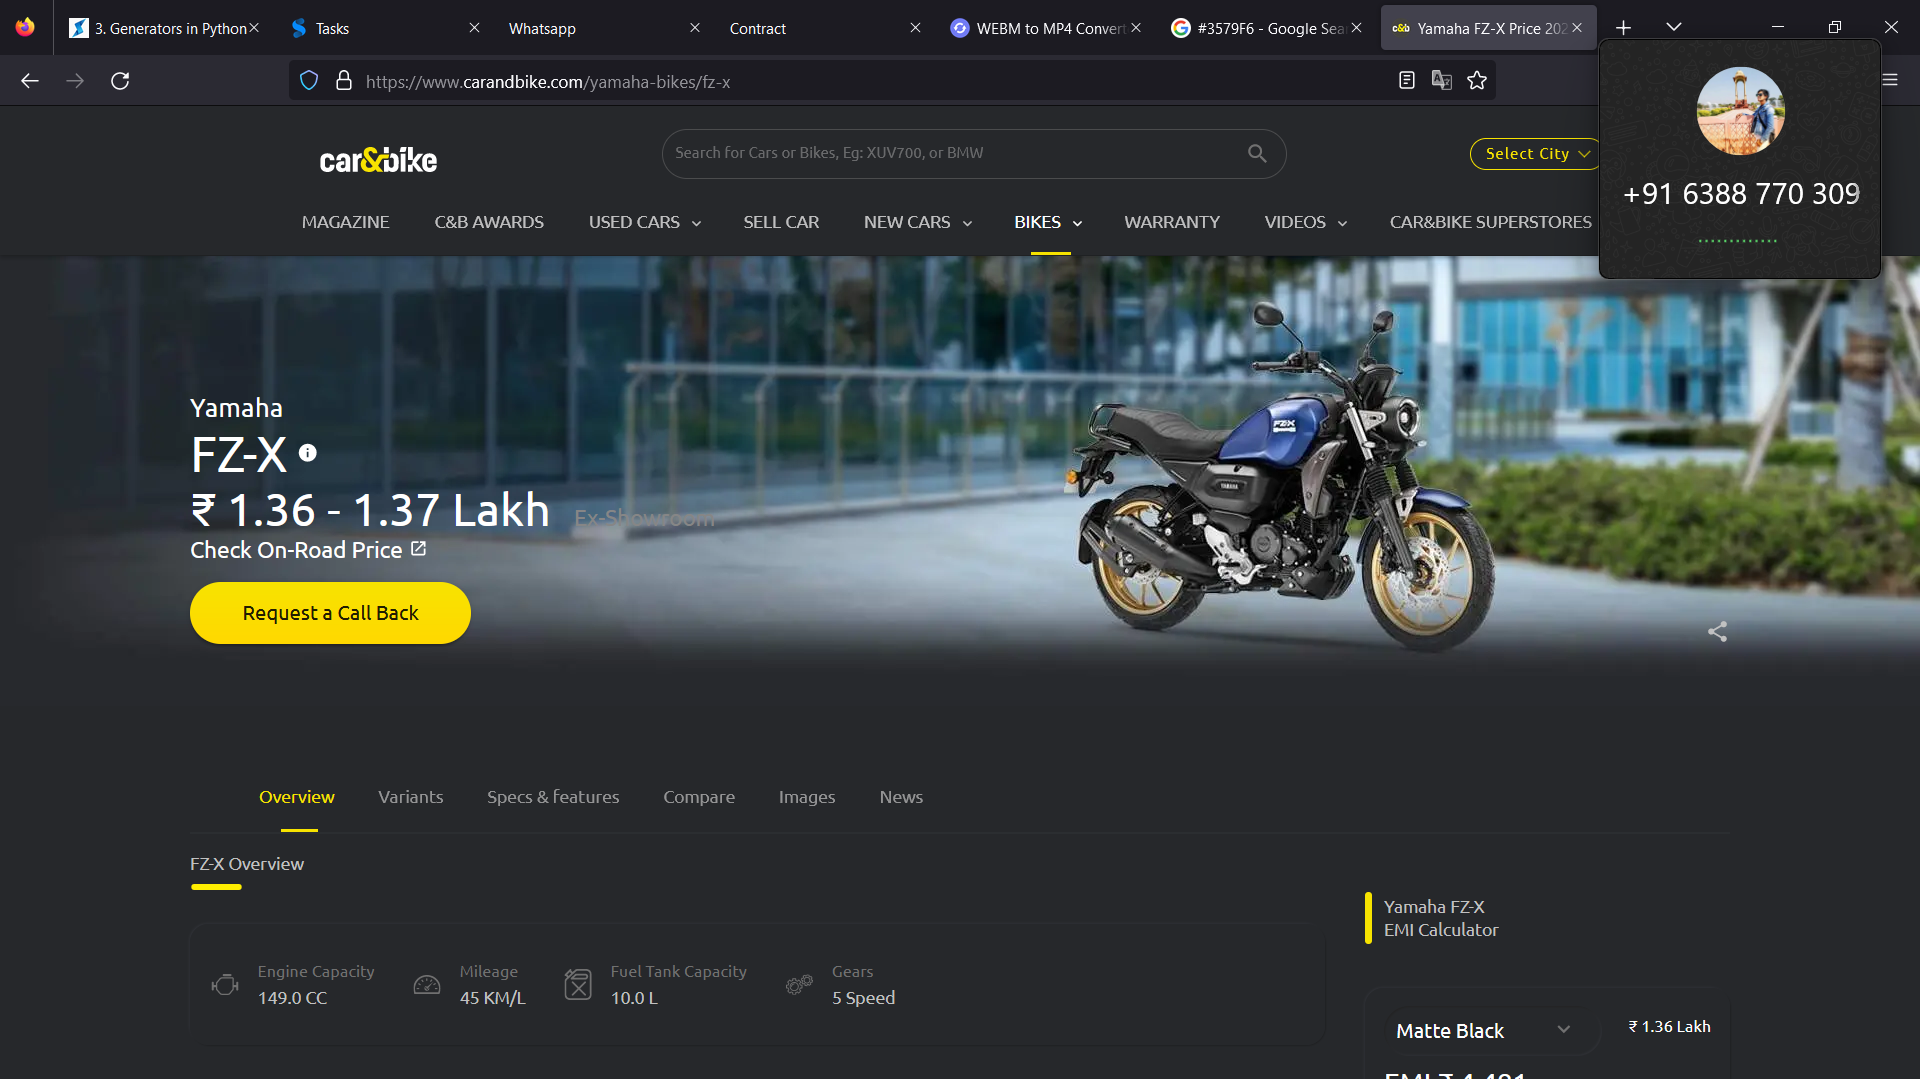 3. Generators in Python
Tasks
Whatsapp
Contract
WEBM to MP4 Convert
#3579F6 - Google Sea
c&b Yamaha FZ-X Price 202
https://www.carandbike.com/yamaha-bikes/fz-x
car&bike
Search for Cars or Bikes, Eg: XUV700, or BMW
Select City
+91 6388 770 309
MAGAZINE
C&B AWARDS
USED CARS
SELL CAR
NEW CARS
BIKES
WARRANTY
VIDEOS
CAR&BIKE SUPERSTORES
Yamaha
FZ-X
₹ 1.36 - 1.37 Lakh Ex-Showroom
Check On-Road Price
Request a Call Back
FZ-X
YAMAHA
Overview
Variants
Specs & features
Compare
Images
News
FZ-X Overview
Engine Capacity
149.0 CC
Mileage
45 KM/L
Fuel Tank Capacity
10.0 L
Gears
5 Speed
Yamaha FZ-X
EMI Calculator
Matte Black
₹ 1.36 Lakh